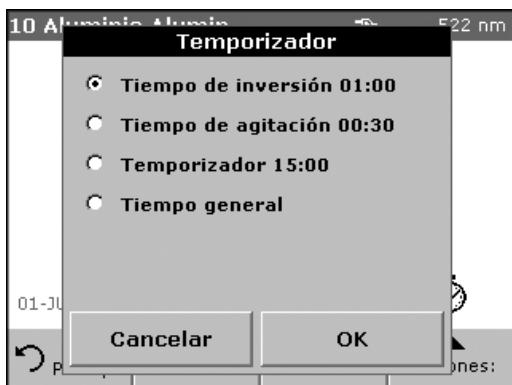 10 Aluminio Alumin 522 nm
Temporizador
Tiempo de inversión 01:00
Tiempo de agitación 00:30
Temporizador 15:00
Tiempo general
01-JU
Cancelar OK